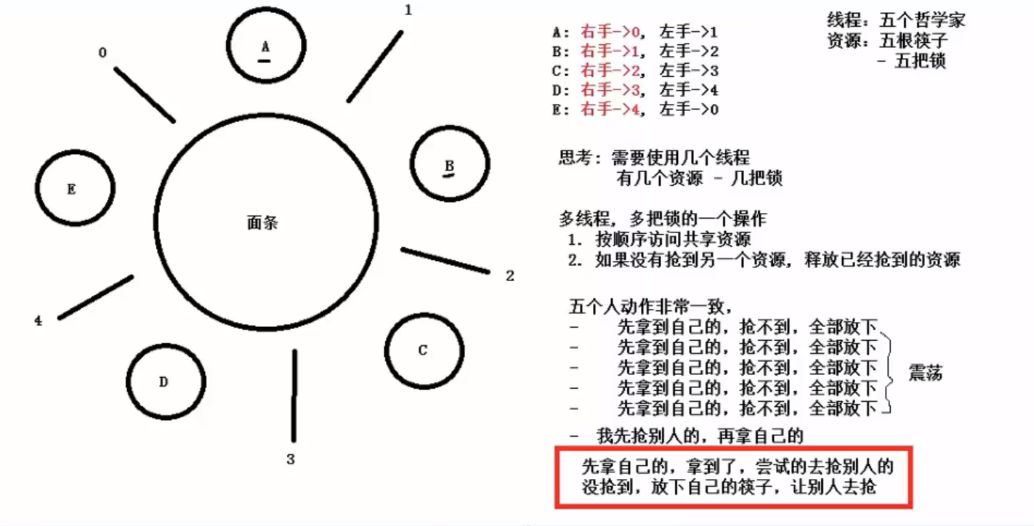 1
0
A
B
E
面条
2
4
C
D
3
A: 右手->0, 左手->1
B: 右手->1, 左手->2
C: 右手->2, 左手->3
D: 右手->3, 左手->4
E: 右手->4, 左手->0
线程: 五个哲学家
资源: 五根筷子
- 五把锁
思考: 需要使用几个线程
有几个资源 - 几把锁
多线程, 多把锁的一个操作
1. 按顺序访问共享资源
2. 如果没有抢到另一个资源, 释放已经抢到的资源
五个人动作非常一致,
- 先拿到自己的, 抢不到, 全部放下
- 先拿到自己的, 抢不到, 全部放下
- 先拿到自己的, 抢不到, 全部放下
- 先拿到自己的, 抢不到, 全部放下
- 先拿到自己的, 抢不到, 全部放下
震荡
- 我先抢别人的, 再拿自己的
先拿自己的, 拿到了, 尝试的去抢别人的
没抢到, 放下自己的筷子, 让别人去抢